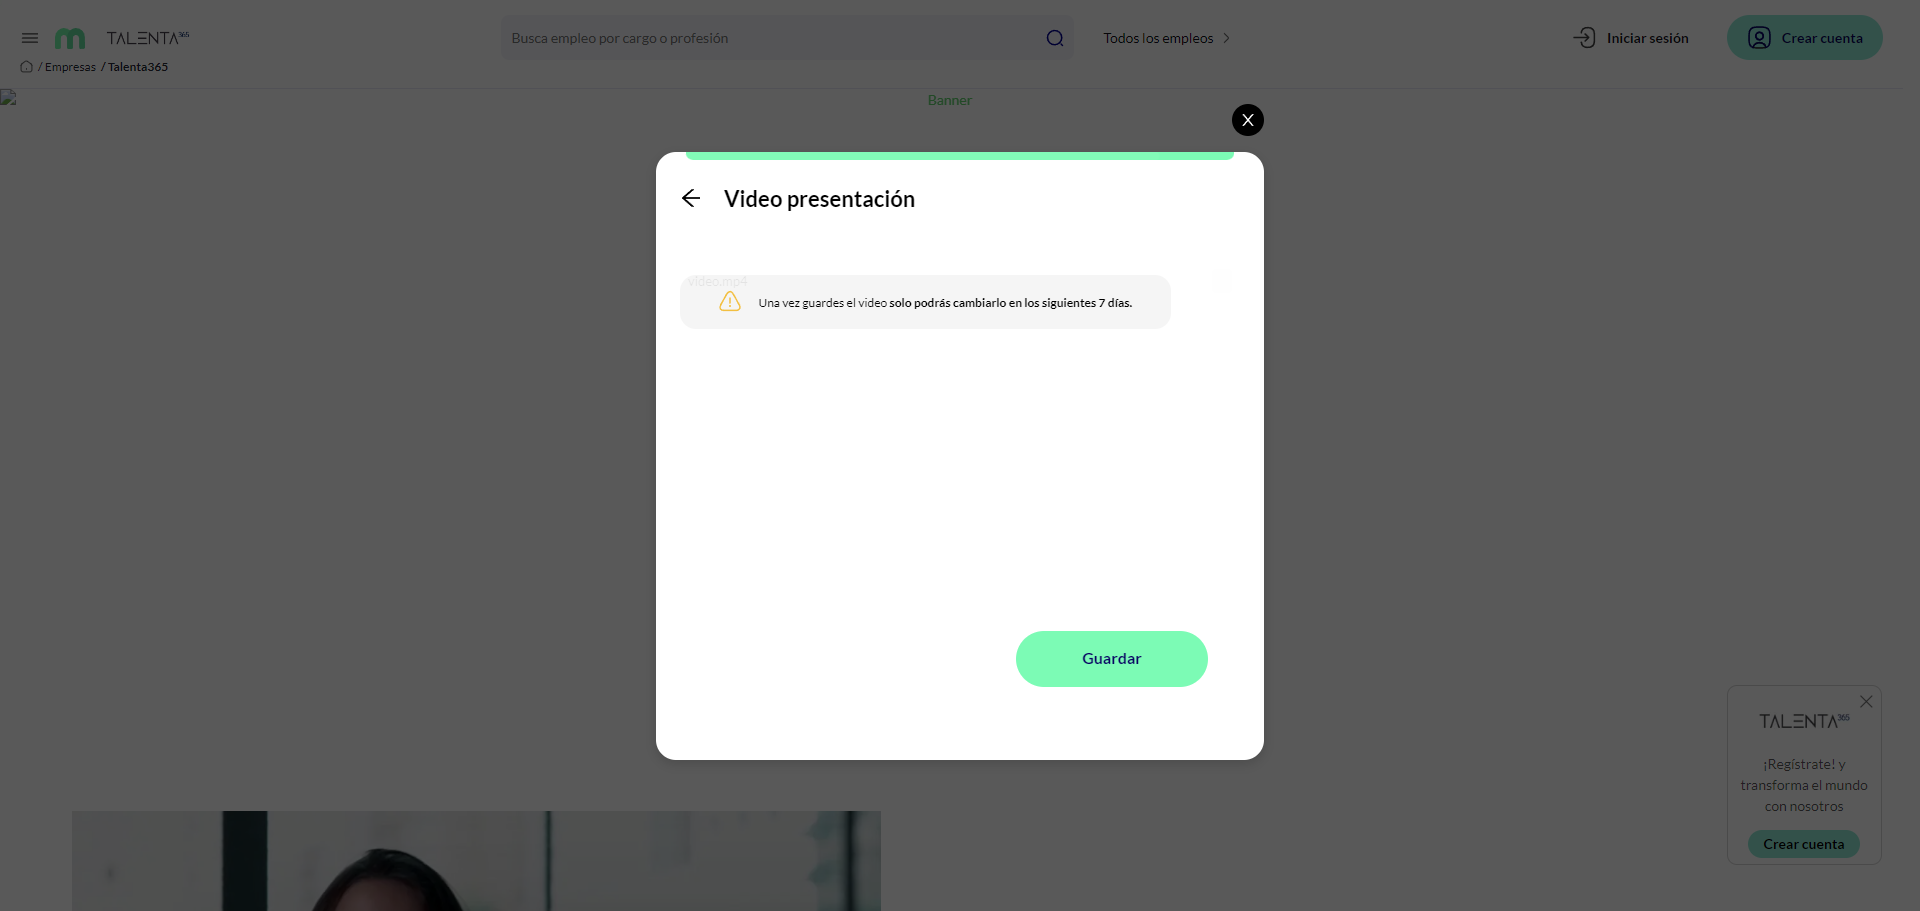 TALENTA365
Busca empleo por cargo o profesión
Todos los empleos
Iniciar sesión
Crear cuenta
/ Empresas / Talenta365
Banner
X
Video presentación
video.mp4
Una vez guardes el video solo podrás cambiarlo en los siguientes 7 días.
Guardar
TALENTA365
¡Regístrate! y
transforma el mundo
con nosotros
Crear cuenta